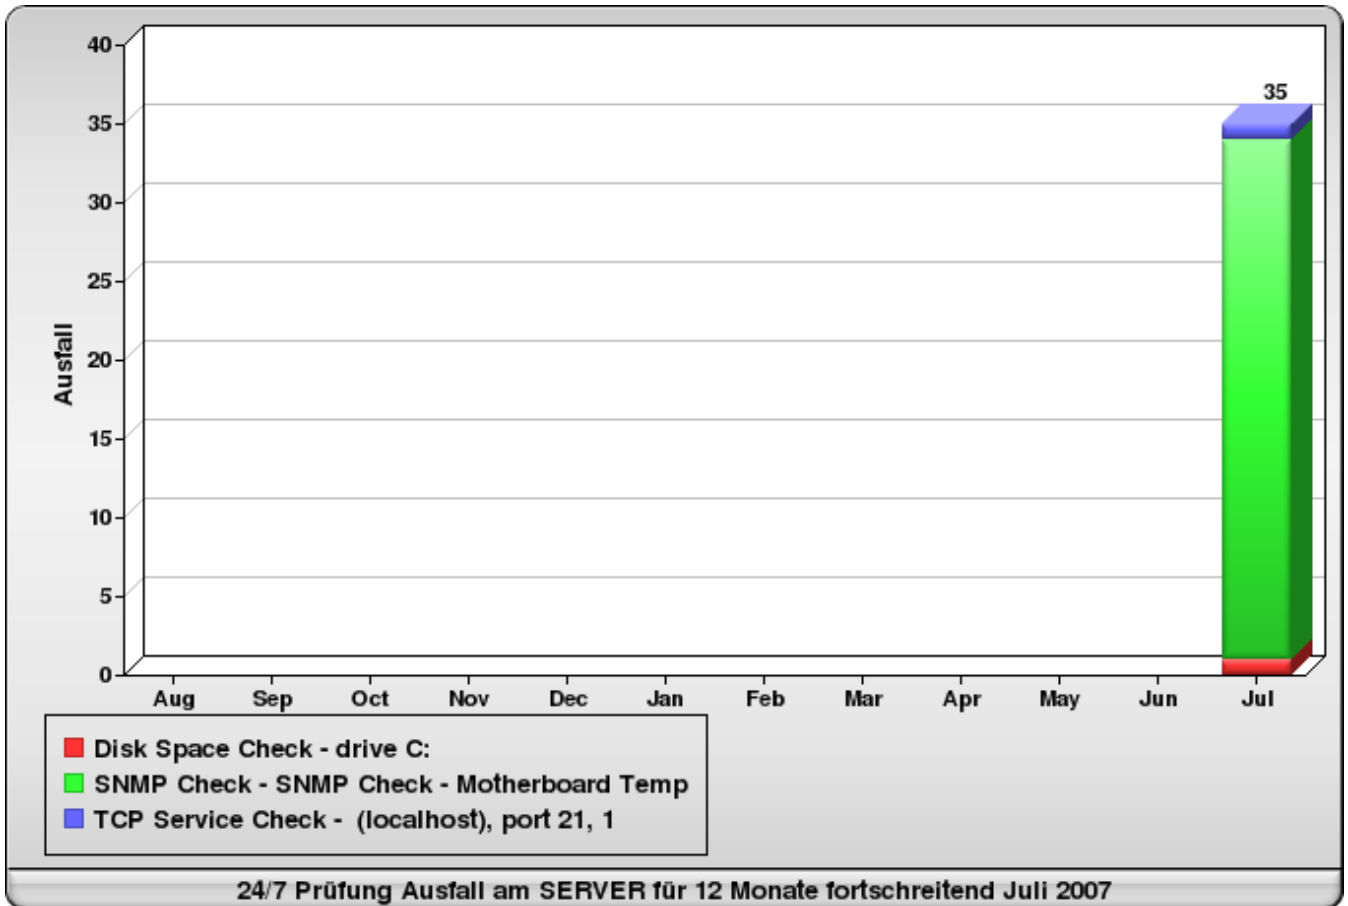 40
35
35
30
25
20
15
10
5
0
Ausfall
Aug Sep Oct Nov Dec Jan Feb Mar Apr May Jun Jul
Disk Space Check - drive C:
SNMP Check - SNMP Check - Motherboard Temp
TCP Service Check -  (localhost), port 21, 1
24/7 Prüfung Ausfall am SERVER für 12 Monate fortschreitend Juli 2007